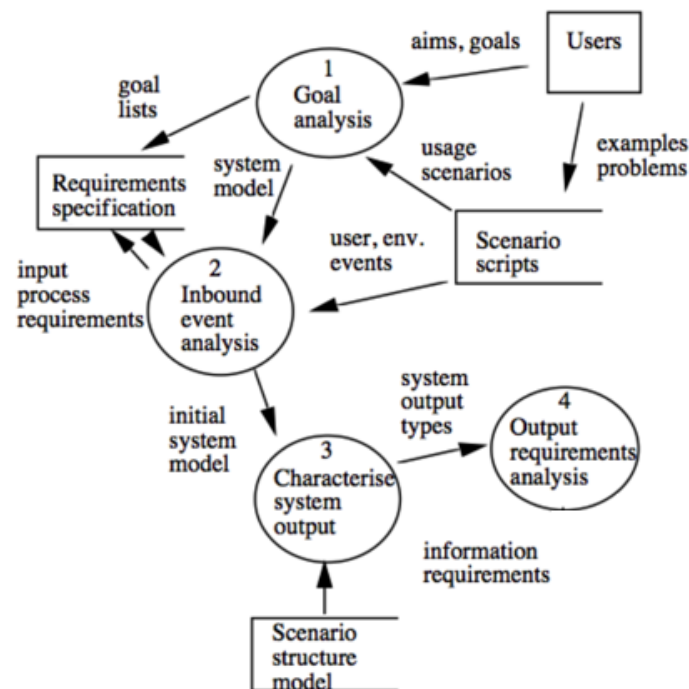 aims, goals
Users
1
Goal
analysis
goal
lists
examples
problems
usage
scenarios
system
model
Requirements
specification
user, env.
events
Scenario
scripts
input
process
requirements
2
Inbound
event
analysis
system
output
types
4
Output
requirements
analysis
initial
system
model
3
Characterise
system
output
information
requirements
Scenario
structure
model